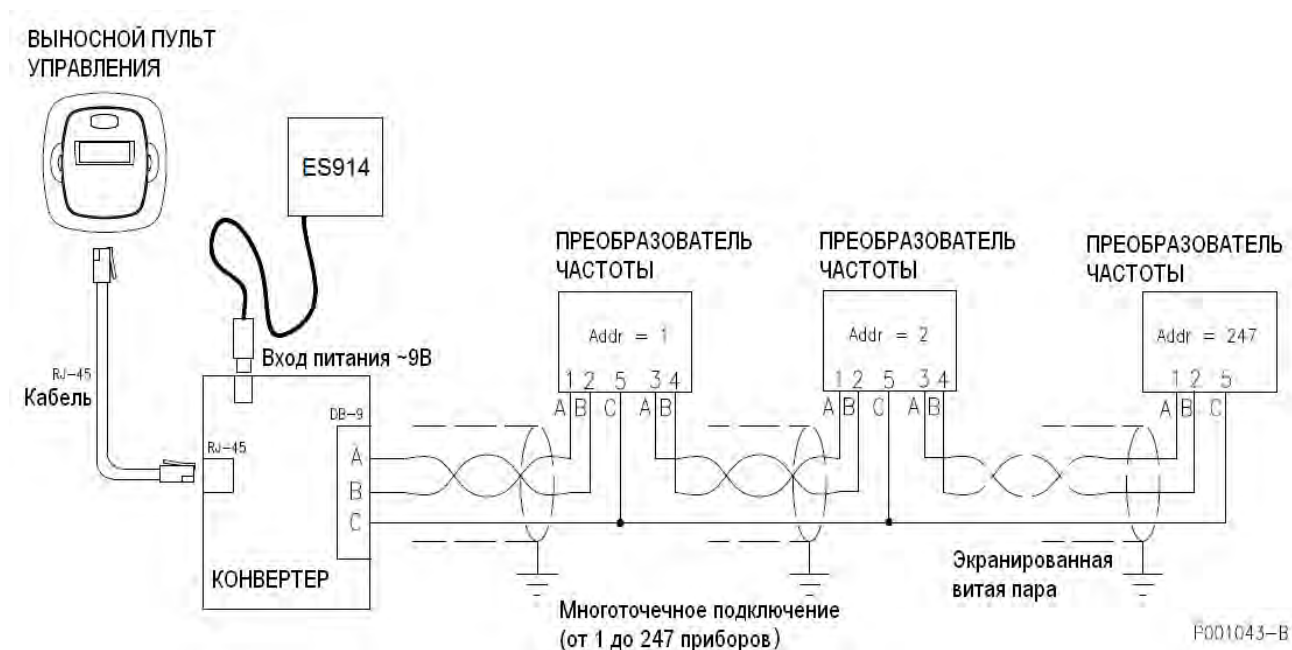 ВЫНОСНОЙ ПУЛЬТ
УПРАВЛЕНИЯ
ES914
ПРЕОБРАЗОВАТЕЛЬ
ЧАСТОТЫ
ПРЕОБРАЗОВАТЕЛЬ
ЧАСТОТЫ
ПРЕОБРАЗОВАТЕЛЬ
ЧАСТОТЫ
Addr = 1
Addr = 2
Addr = 247
1 2 5 3 4
1 2 5 3 4
1 2 5
A B C A B
A B C A B
A B C
Вход питания ~9В
RJ-45
Кабель
DB-9
RJ-45
A
B
C
КОНВЕРТЕР
Экранированная
витая пара
Многоточечное подключение
(от 1 до 247 приборов)
P001043-B